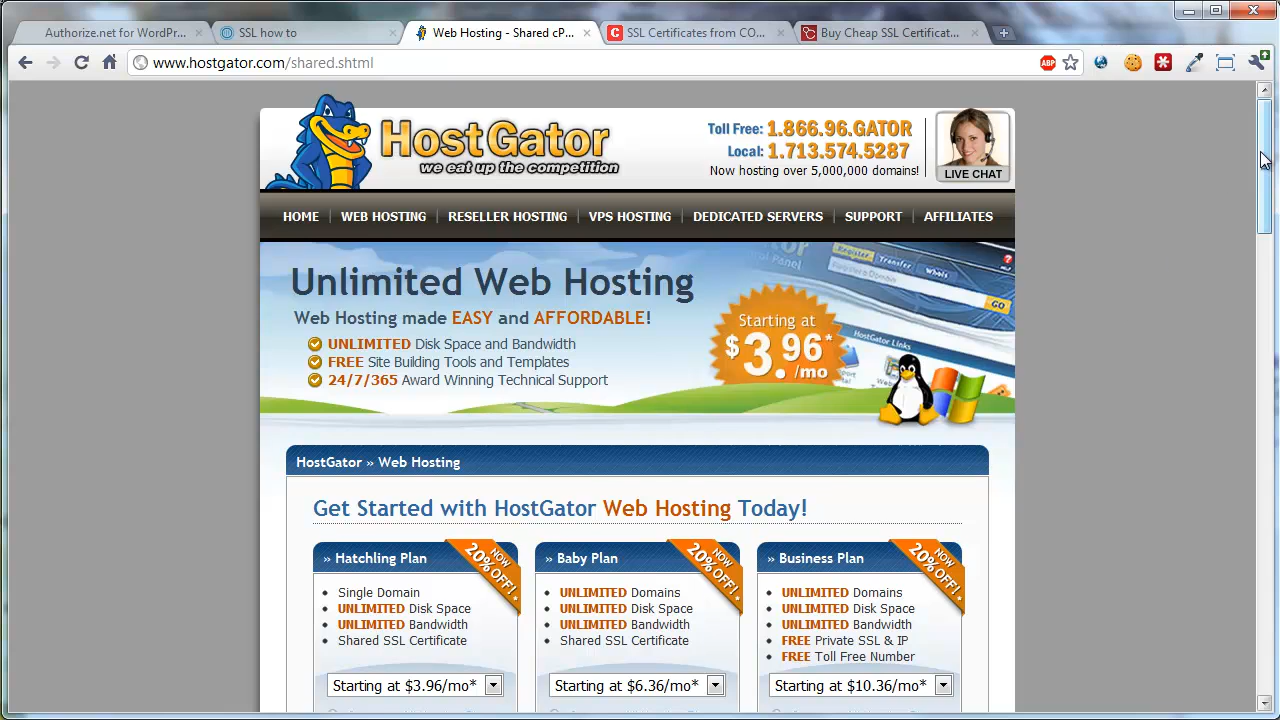 Authorize.net for WordPr...
SSL how to
Web Hosting - Shared cP...
SSL Certificates from CO...
Buy Cheap SSL Certificat...
www.hostgator.com/shared.shtml
ABP
HostGator
we eat up the competition
Toll Free: 1.866.96.GATOR
Local: 1.713.574.5287
Now hosting over 5,000,000 domains!
LIVE CHAT
HOME
WEB HOSTING
RESELLER HOSTING
VPS HOSTING
DEDICATED SERVERS
SUPPORT
AFFILIATES
Unlimited Web Hosting
Web Hosting made EASY and AFFORDABLE!
UNLIMITED Disk Space and Bandwidth
FREE Site Building Tools and Templates
24/7/365 Award Winning Technical Support
Starting at
$3.96*
/mo
Register
Transfer
Whois
GO
HostGator Links
HostGator » Web Hosting
Get Started with HostGator Web Hosting Today!
» Hatchling Plan
NOW
20% OFF!
Single Domain
UNLIMITED Disk Space
UNLIMITED Bandwidth
Shared SSL Certificate
Starting at $3.96/mo*
» Baby Plan
NOW
20% OFF!
UNLIMITED Domains
UNLIMITED Disk Space
UNLIMITED Bandwidth
Shared SSL Certificate
Starting at $6.36/mo*
» Business Plan
NOW
20% OFF!
UNLIMITED Domains
UNLIMITED Disk Space
UNLIMITED Bandwidth
FREE Private SSL & IP
FREE Toll Free Number
Starting at $10.36/mo*